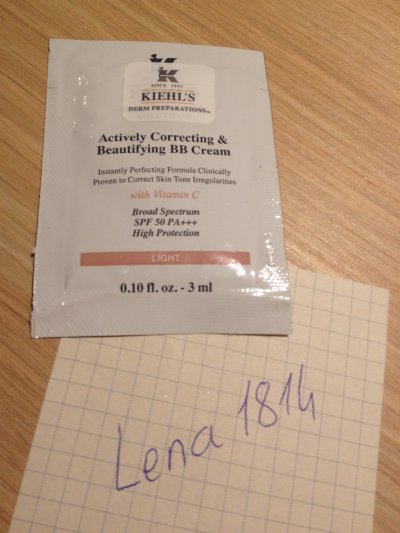 K
SINCE 1851
KIEHL'S
DERM PREPARATIONS™
Actively Correcting &
Beautifying BB Cream
Instantly Perfecting Formula Clinically
Proven to Correct Skin Tone Irregularities
with Vitamin C
Broad Spectrum
SPF 50 PA+++
High Protection
LIGHT
0.10 fl. oz. - 3 ml
Lena 1814